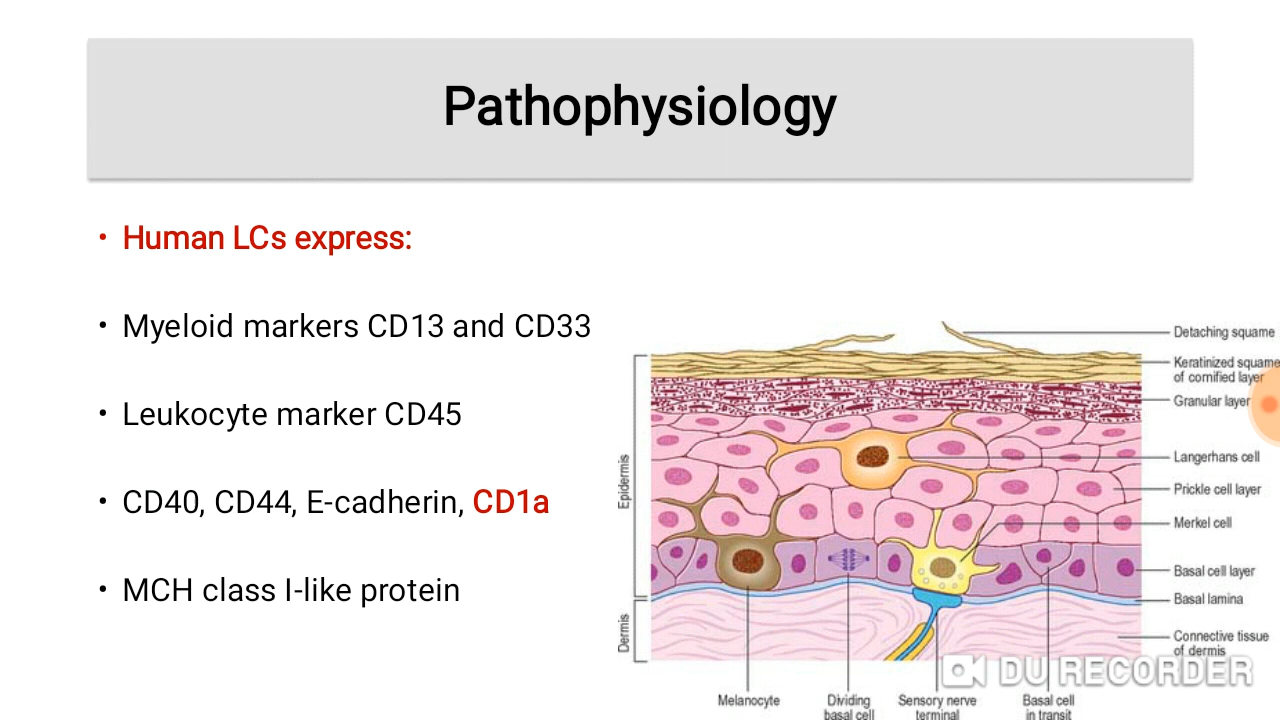 Pathophysiology
• Human LCs express:
• Myeloid markers CD13 and CD33
• Leukocyte marker CD45
• CD40, CD44, E-cadherin, CD1a
• MCH class I-like protein
Detaching squame
Keratinized squame
of cornified layer
Granular layer
Langerhans cell
Prickle cell layer
Merkel cell
Basal cell layer
Basal lamina
Connective tissue
of dermis
Epidermis
Dermis
Melanocyte
Dividing
basal cell
Sensory nerve
terminal
Basal cell
in transit
DU RECORDER